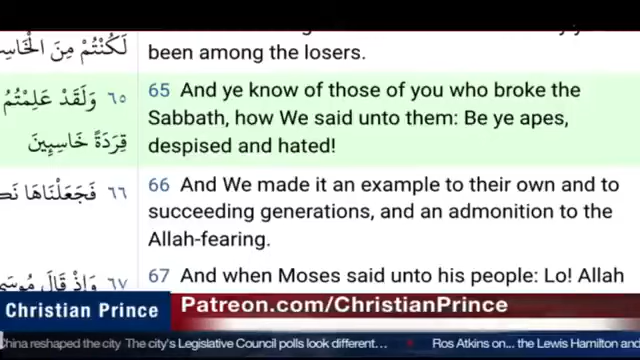 been among the losers.
لَكُنْتُمْ مِنَ الْخَاسِ
65 And ye know of those of you who broke the
Sabbath, how We said unto them: Be ye apes,
despised and hated!
٦٥ وَلَقَدْ عَلِمْتُمُ
قِرَدَةً خَاسِئِينَ
66 And We made it an example to their own and to
succeeding generations, and an admonition to the
Allah-fearing.
٦٦ فَجَعَلْنَاهَا نَكَ
67 And when Moses said unto his people: Lo! Allah
٦٧ وَإِذْ قَالَ مُوسَى
Christian Prince
Patreon.com/ChristianPrince
China reshaped the city The city's Legislative Council polls look different… Ros Atkins on... the Lewis Hamilton and